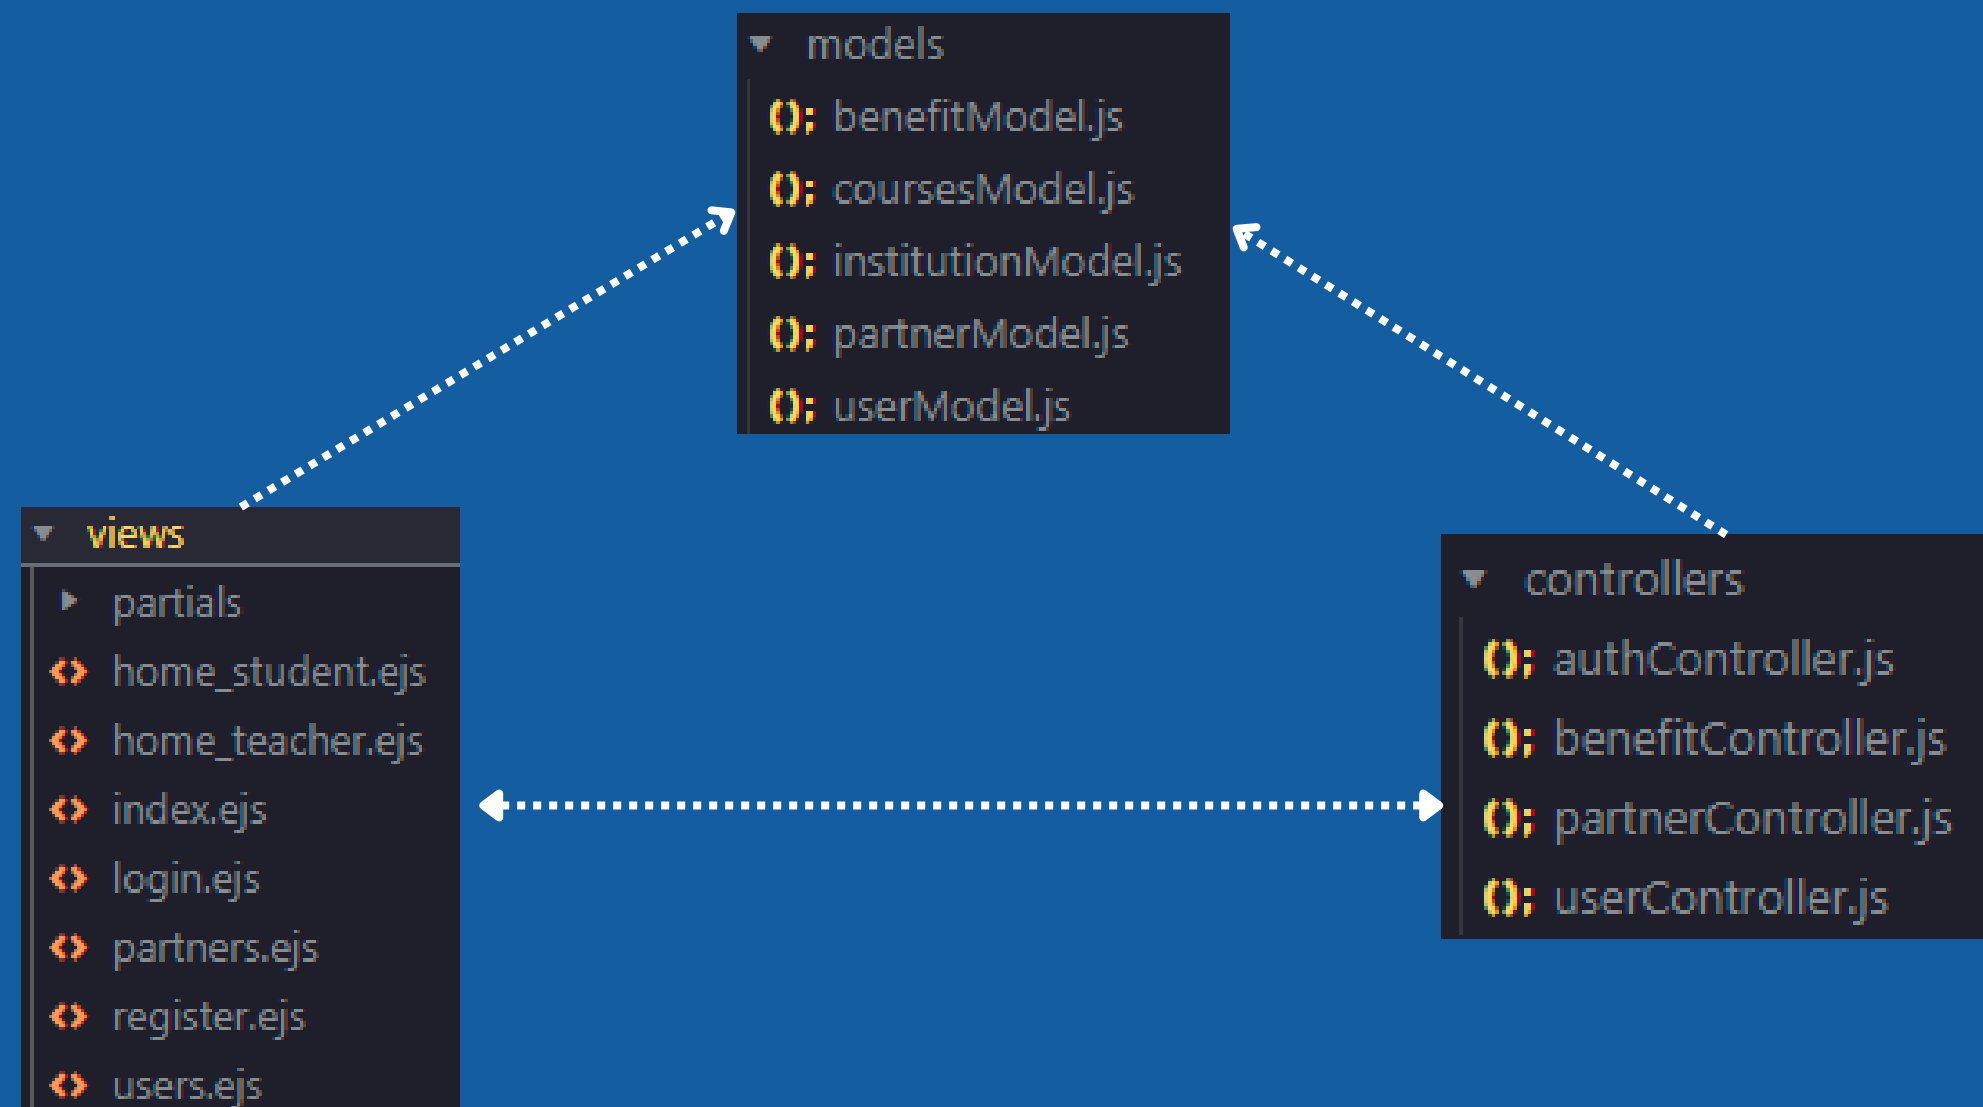 models
benefitModel.js
coursesModel.js
institutionModel.js
partnerModel.js
userModel.js
views
partials
home_student.ejs
home_teacher.ejs
index.ejs
login.ejs
partners.ejs
register.ejs
users.ejs
controllers
authController.js
benefitController.js
partnerController.js
userController.js